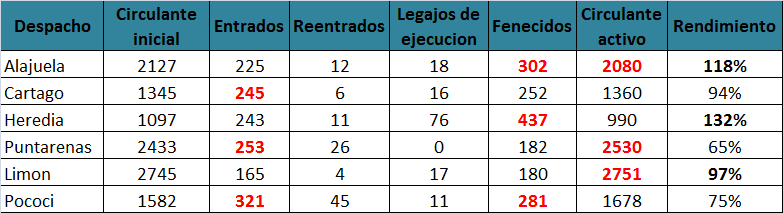 Despacho Circulante inicial Entrados Reentrados Legajos de ejecucion Fenecidos Circulante activo Rendimiento
Alajuela 2127 225 12 18 302 2080 118%
Cartago 1345 245 6 16 252 1360 94%
Heredia 1097 243 11 76 437 990 132%
Puntarenas 2433 253 26 0 182 2530 65%
Limon 2745 165 4 17 180 2751 97%
Pococi 1582 321 45 11 281 1678 75%